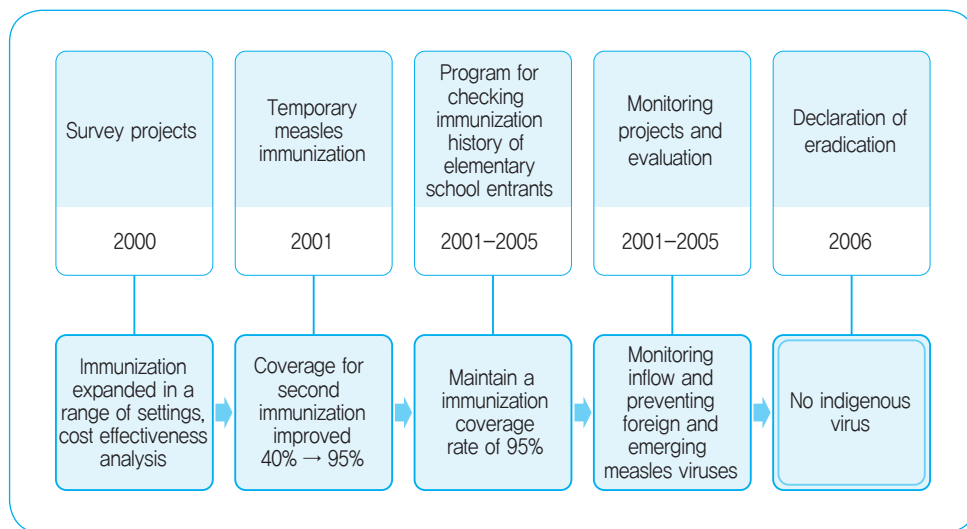 Survey projects
2000
Temporary
measles
immunization
2001
Program for
checking
immunization
history of
elementary
school entrants
2001–2005
Monitoring
projects and
evaluation
2001–2005
Declaration of
eradication
2006
Immunization
expanded in a
range of settings,
cost effectiveness
analysis
Coverage for
second
immunization
improved
40% → 95%
Maintain a
immunization
coverage
rate of 95%
Monitoring
inflow and
preventing
foreign and
emerging
measles viruses
No indigenous
virus